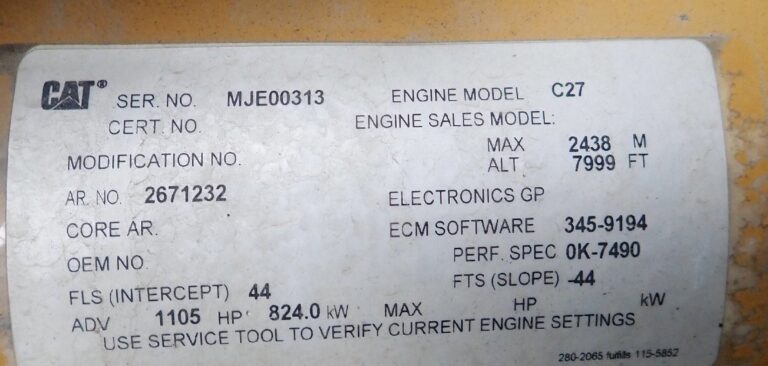 CAT® SER. NO. MJE00313 ENGINE MODEL C27
CERT. NO. ENGINE SALES MODEL:
MODIFICATION NO. MAX 2438 M
ALT 7999 FT
AR. NO. 2671232 ELECTRONICS GP
CORE AR. ECM SOFTWARE 345-9194
OEM NO. PERF. SPEC 0K-7490
FLS (INTERCEPT) 44 FTS (SLOPE) -44
ADV 1105 HP 824.0 kW MAX HP kW
USE SERVICE TOOL TO VERIFY CURRENT ENGINE SETTINGS
280-2065 fulfills 115-5852